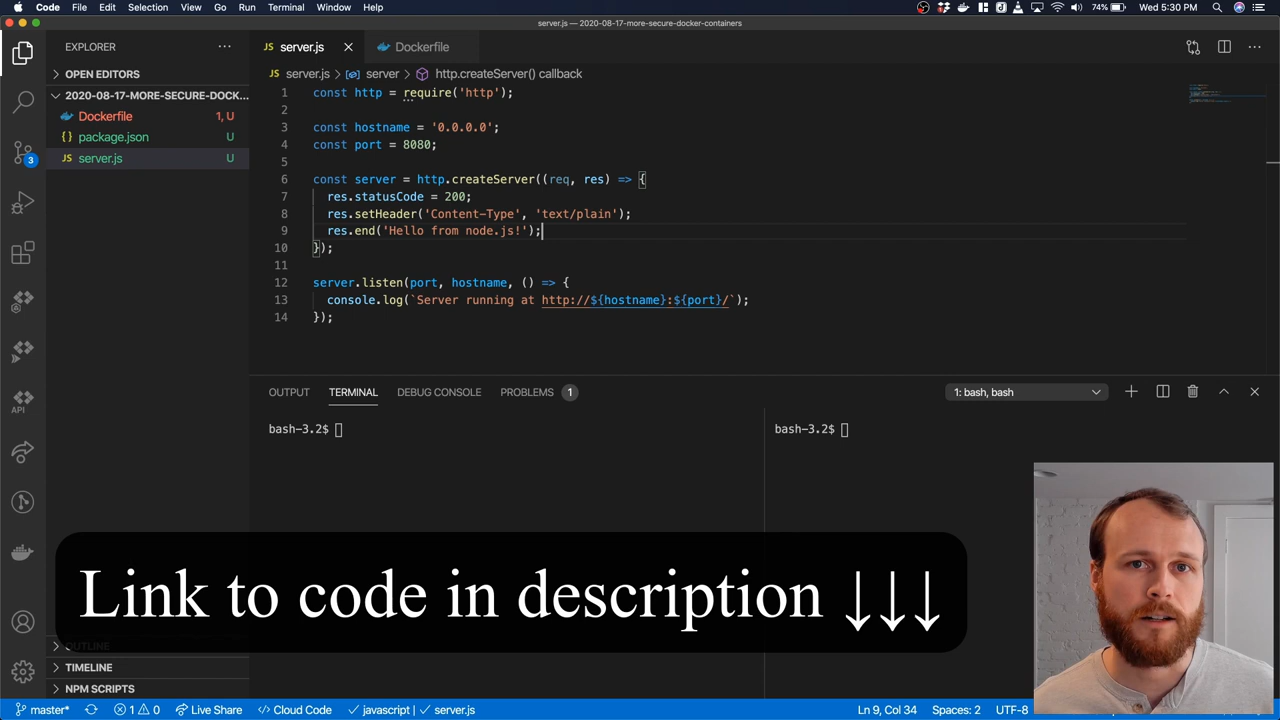 Code File Edit Selection View Go Run Terminal Window Help 74% Wed 5:30 PM
server.js — 2020-08-17-more-secure-docker-containers
EXPLORER ···
server.js × Dockerfile ···
OPEN EDITORS
server.js > server > http.createServer() callback
2020-08-17-MORE-SECURE-DOCK...
Dockerfile 1, U
{} package.json U
JS server.js U
1 const http = require('http');
2
3 const hostname = '0.0.0.0';
4 const port = 8080;
5
6 const server = http.createServer((req, res) => {
7 res.statusCode = 200;
8 res.setHeader('Content-Type', 'text/plain');
9 res.end('Hello from node.js!');
10 });
11
12 server.listen(port, hostname, () => {
13 console.log(`Server running at http://${hostname}:${port}/`);
14 });
3
API
OUTPUT TERMINAL DEBUG CONSOLE PROBLEMS 1 1: bash, bash
bash-3.2$ bash-3.2$
Link to code in description ↓↓↓
OUTLINE
TIMELINE
NPM SCRIPTS
master* 1 0 Live Share Cloud Code javascript | server.js Ln 9, Col 34 Spaces: 2 UTF-8